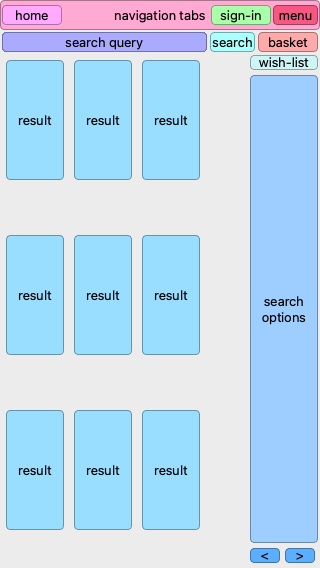 home
navigation tabs
sign-in
menu
search query
search
basket
wish-list
result
result
result
search
options
result
result
result
result
result
result
<
>